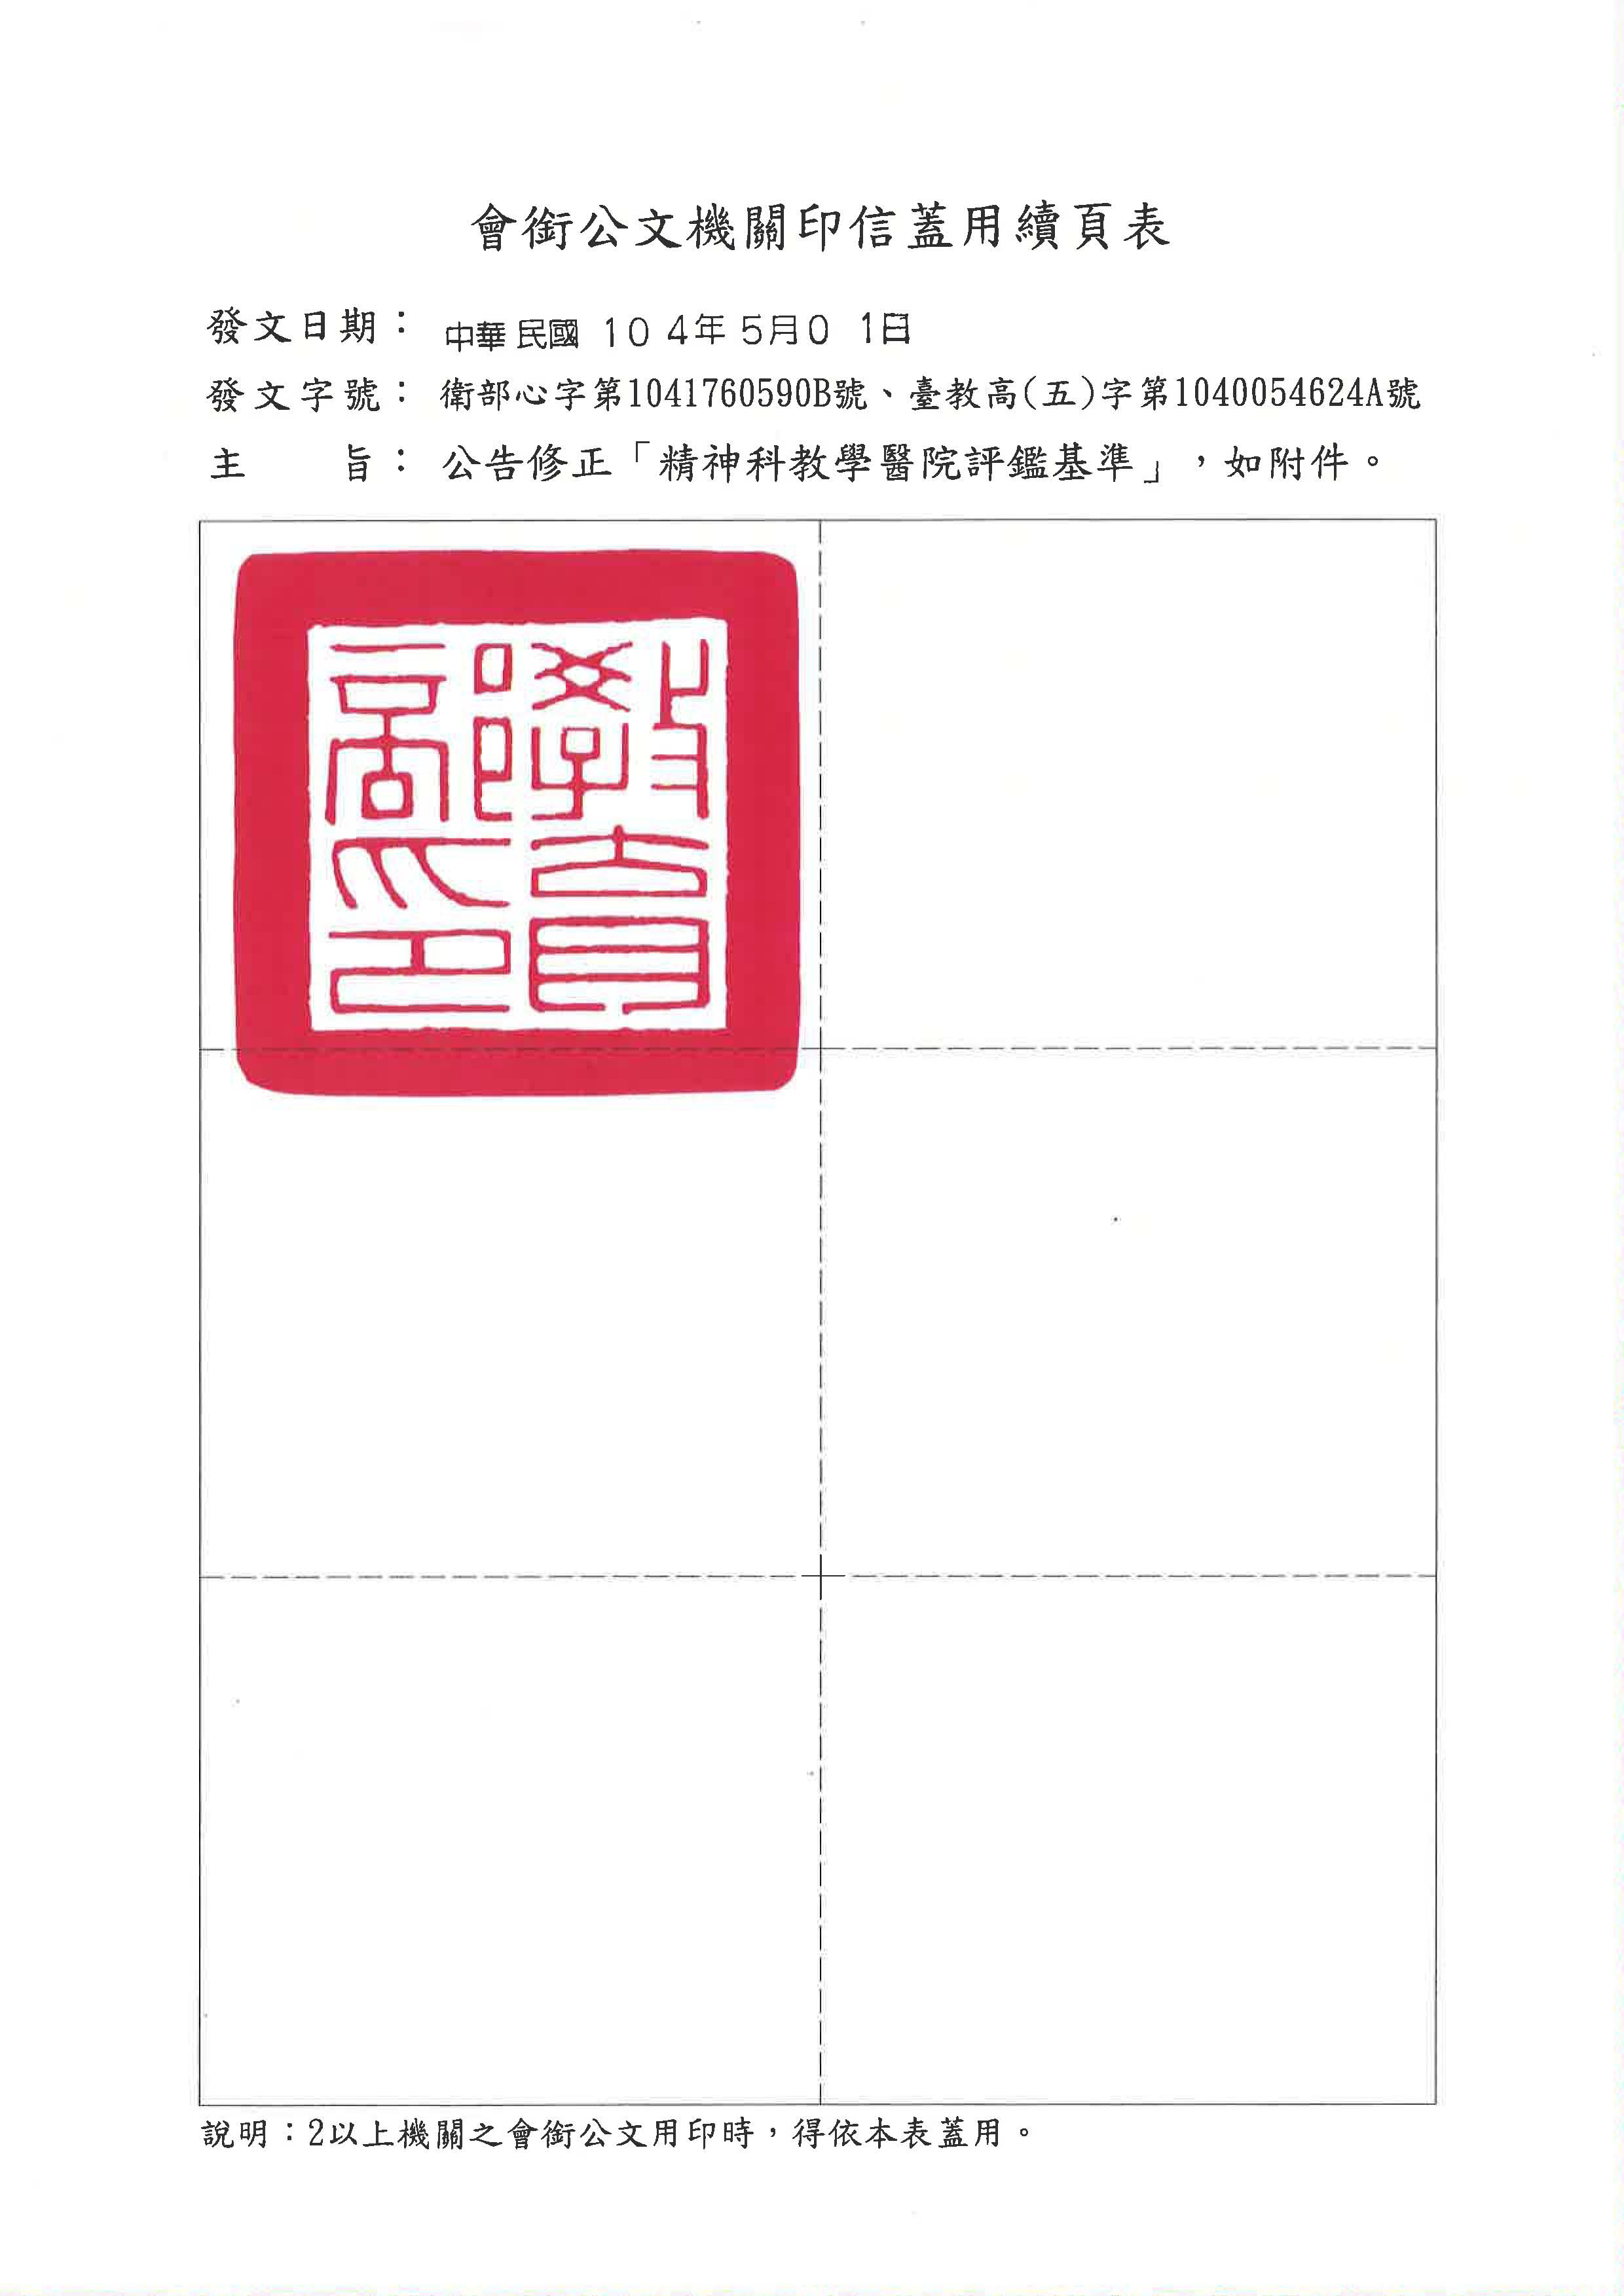 會銜公文機關印信蓋用續頁表
發文日期：中華民國 104年 5月0 1日
發文字號：衛部心字第1041760590B號、臺教高(五)字第1040054624A號
主　　旨：公告修正「精神科教學醫院評鑑基準」，如附件。
教育
部印
說明：2以上機關之會銜公文用印時，得依本表蓋用。